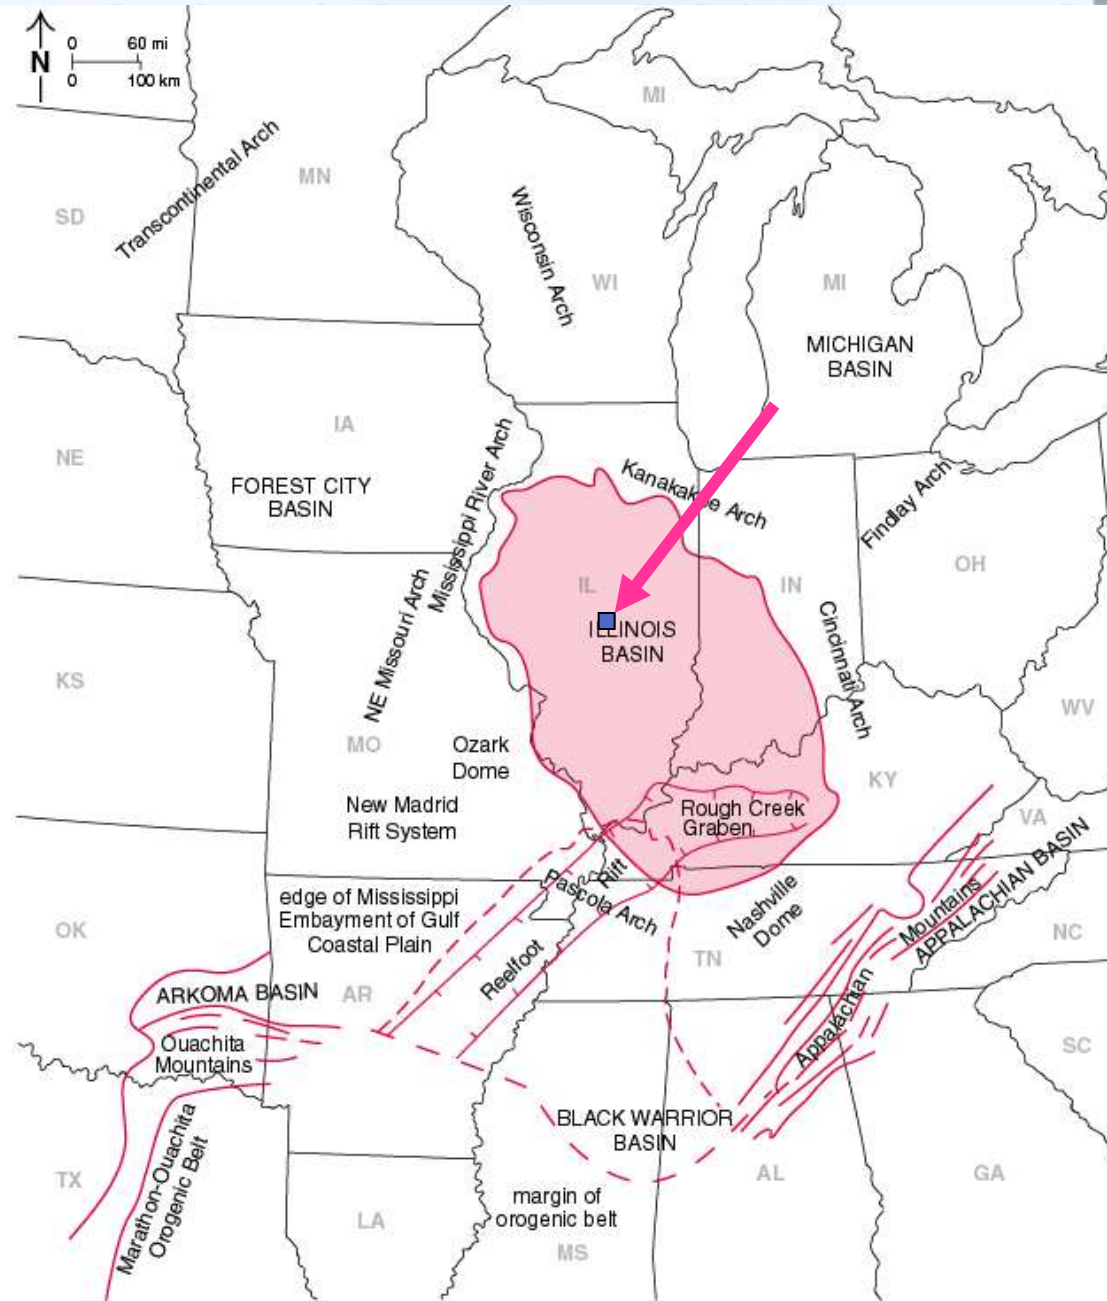 0 60 mi
N
0 100 km
MI
Transcontinental Arch
MN
SD
Wisconsin Arch
WI
MI
MICHIGAN
BASIN
IA
NE
Mississippi River Arch
Kanakakee Arch
Findlay Arch
FOREST CITY
BASIN
OH
IL
IN
NE Missouri Arch
Cincinnati Arch
ILLINOIS
BASIN
KS
WV
MO
Ozark
Dome
KY
New Madrid
Rift System
Rough Creek
Graben
VA
Rift
Pascola Arch
edge of Mississippi
Embayment of Gulf
Coastal Plain
Nashville
Dome
Mountains
APPALACHIAN BASIN
OK
NC
TN
Reelfoot
ARKOMA BASIN
AR
Appalachian
Ouachita
Mountains
SC
BLACK WARRIOR
BASIN
Marathon-Ouachita
Orogenic Belt
TX
AL
GA
margin of
orogenic belt
LA
MS